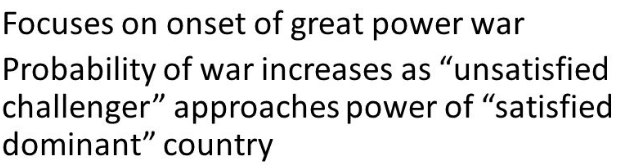 Focuses on onset of great power war
Probability of war increases as “unsatisfied
challenger” approaches power of “satisfied
dominant” country